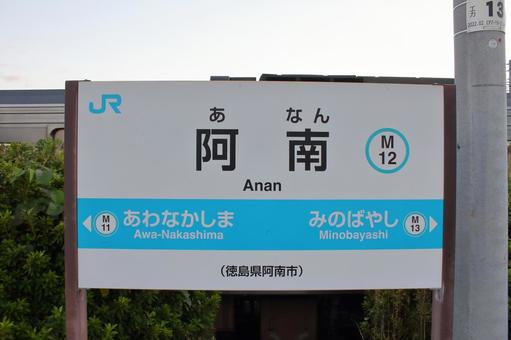 JR
あ なん
阿 南
Anan
M
12
M
11
あわなかしま
Awa-Nakashima
みのばやし
Minobayashi
M
13
(徳島県阿南市)
13